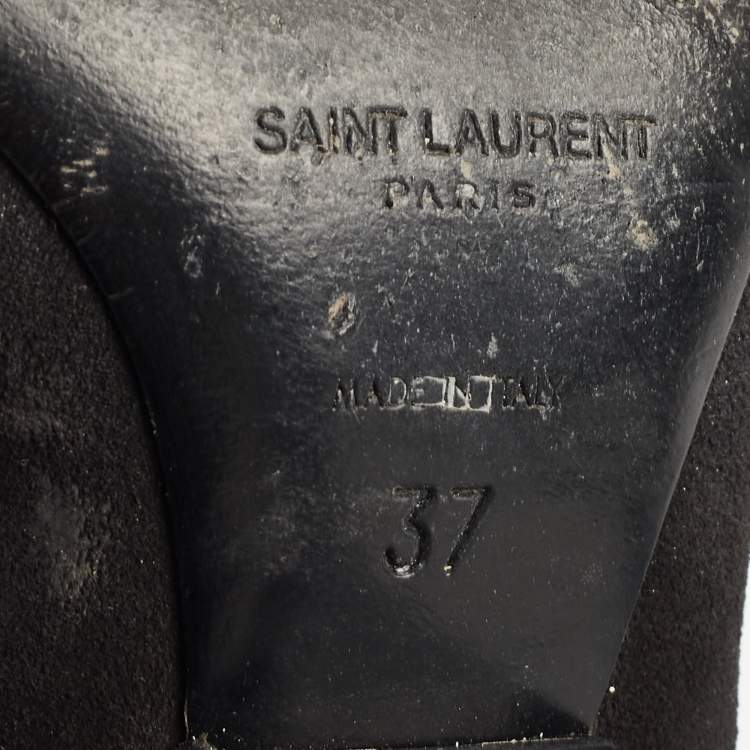 SAINT LAURENT
PARIS
MADE IN ITALY
37